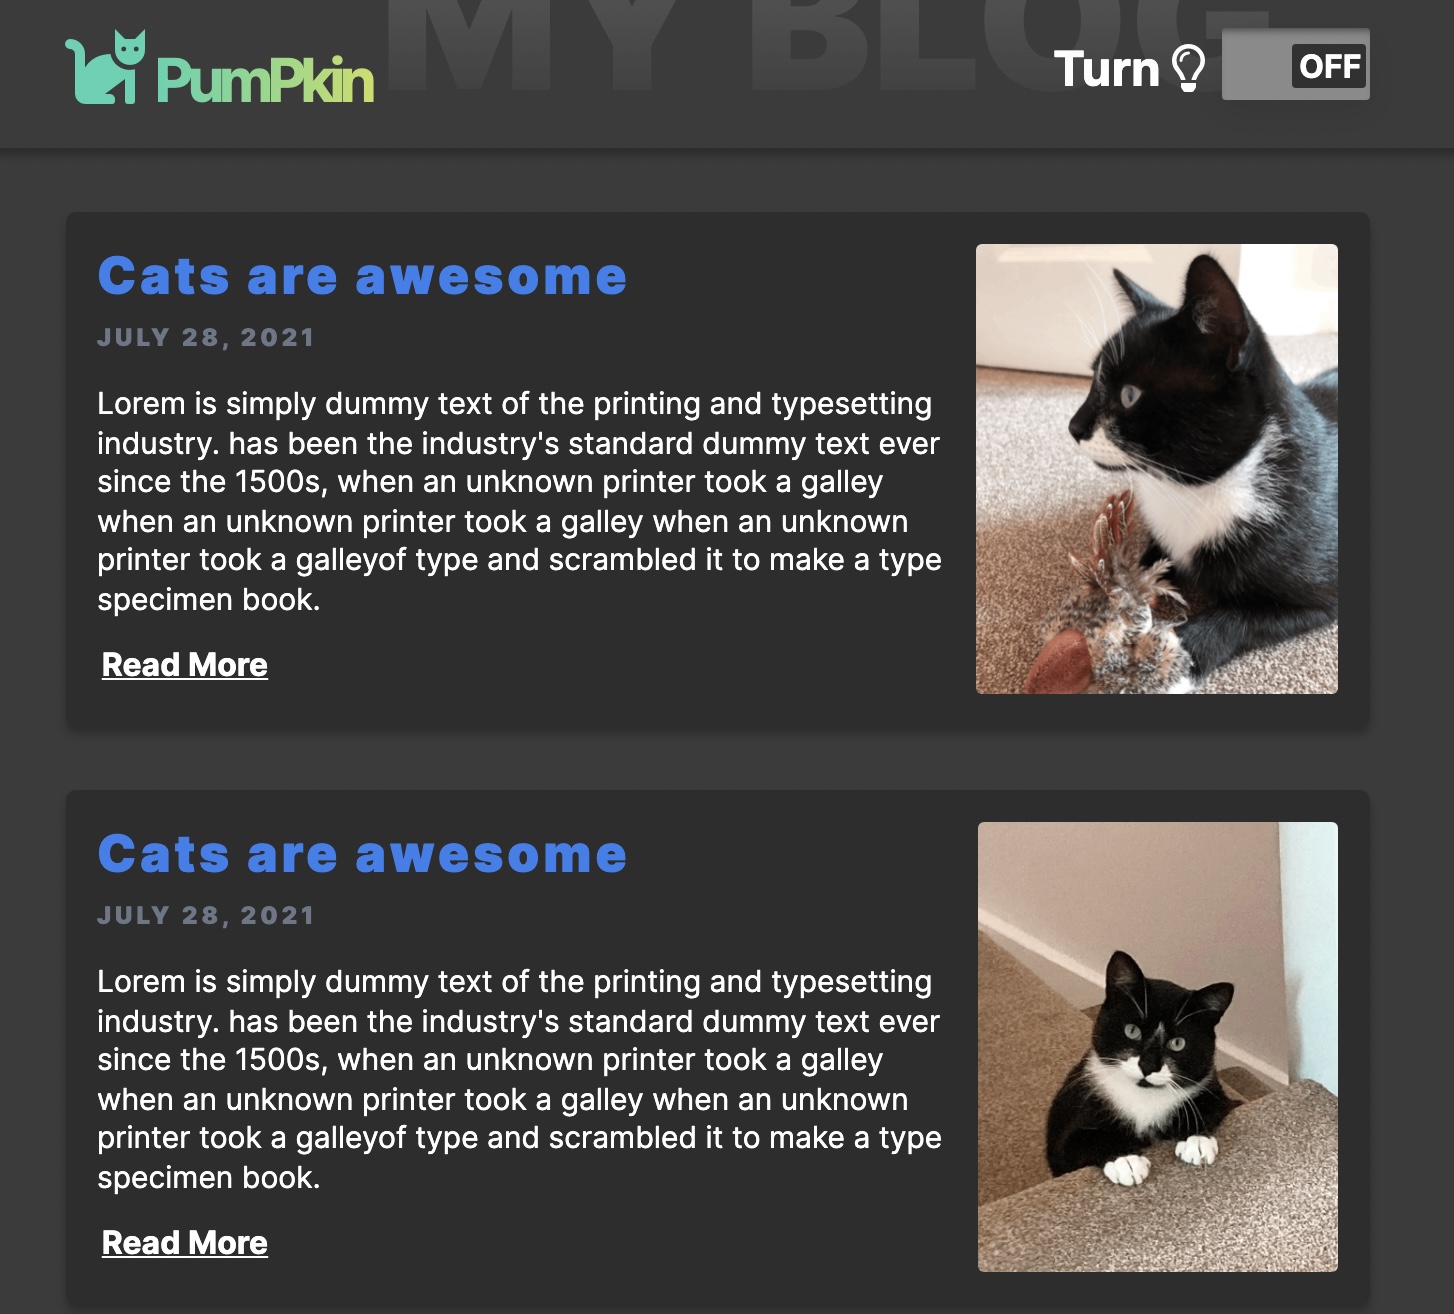 MY BLOG
PumPkin
Turn OFF
Cats are awesome
JULY 28, 2021
Lorem is simply dummy text of the printing and typesetting
industry. has been the industry's standard dummy text ever
since the 1500s, when an unknown printer took a galley
when an unknown printer took a galley when an unknown
printer took a galleyof type and scrambled it to make a type
specimen book.
Read More
Cats are awesome
JULY 28, 2021
Lorem is simply dummy text of the printing and typesetting
industry. has been the industry's standard dummy text ever
since the 1500s, when an unknown printer took a galley
when an unknown printer took a galley when an unknown
printer took a galleyof type and scrambled it to make a type
specimen book.
Read More